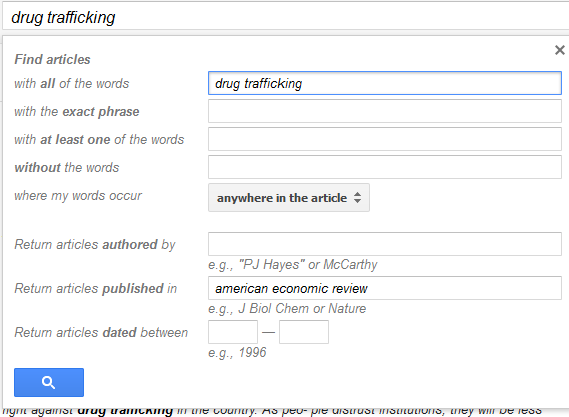 drug trafficking
Find articles
with all of the words drug trafficking
with the exact phrase
with at least one of the words
without the words
where my words occur anywhere in the article
Return articles authored by
e.g., "PJ Hayes" or McCarthy
Return articles published in american economic review
e.g., J Biol Chem or Nature
Return articles dated between —
e.g., 1996
against drug trafficking in the country. As peo- ple distrust institutions, they will be less